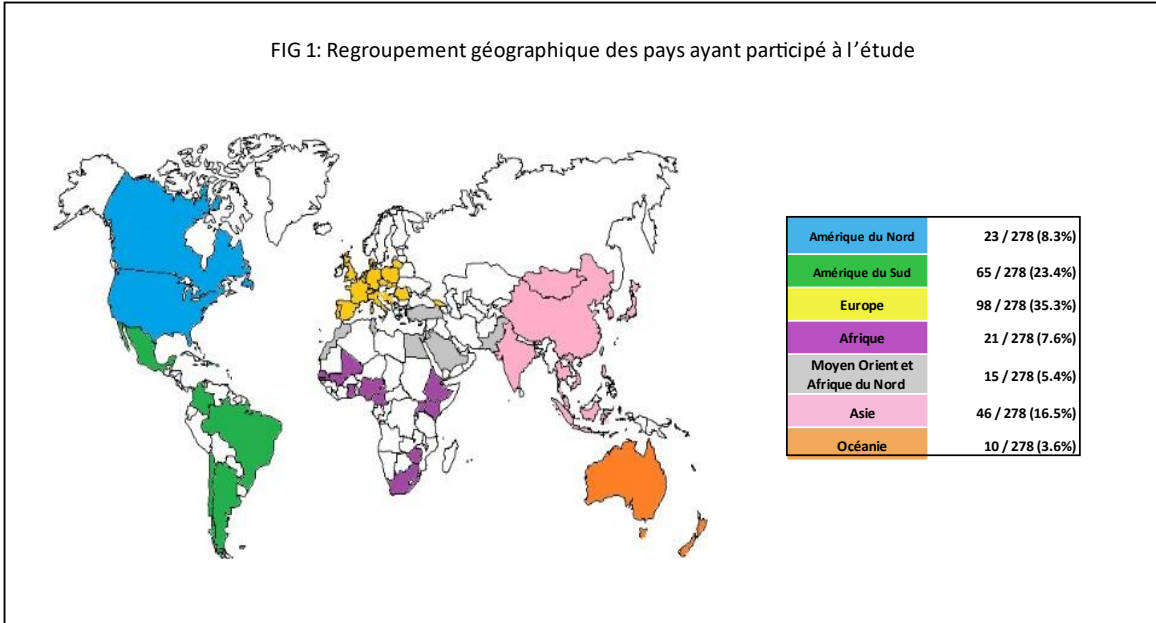 FIG 1: Regroupement géographique des pays ayant participé à l'étude
Amérique du Nord 23 / 278 (8.3%)
Amérique du Sud 65 / 278 (23.4%)
Europe 98 / 278 (35.3%)
Afrique 21 / 278 (7.6%)
Moyen Orient et
Afrique du Nord 15 / 278 (5.4%)
Asie 46 / 278 (16.5%)
Océanie 10 / 278 (3.6%)